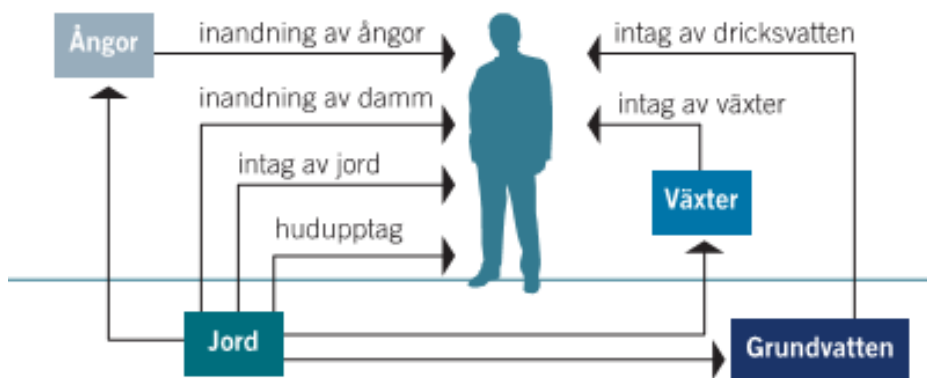 Ångor
inandning av ångor
intag av dricksvatten
inandning av damm
intag av växter
intag av jord
Växter
hudupptag
Jord
Grundvatten